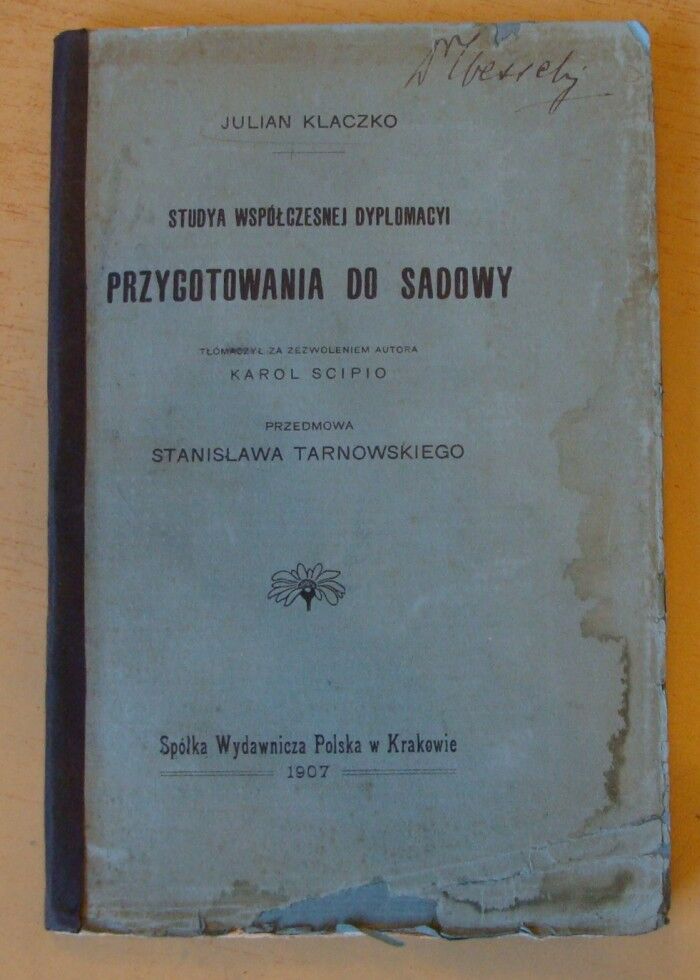 JULIAN KLACZKO
STUDYA WSPÓŁCZESNEJ DYPLOMACYI
PRZYGOTOWANIA DO SADOWY
TŁÓMACZYŁ ZA ZEZWOLENIEM AUTORA
KAROL SCIPIO
PRZEDMOWA
STANISŁAWA TARNOWSKIEGO
Spółka Wydawnicza Polska w Krakowie
1907